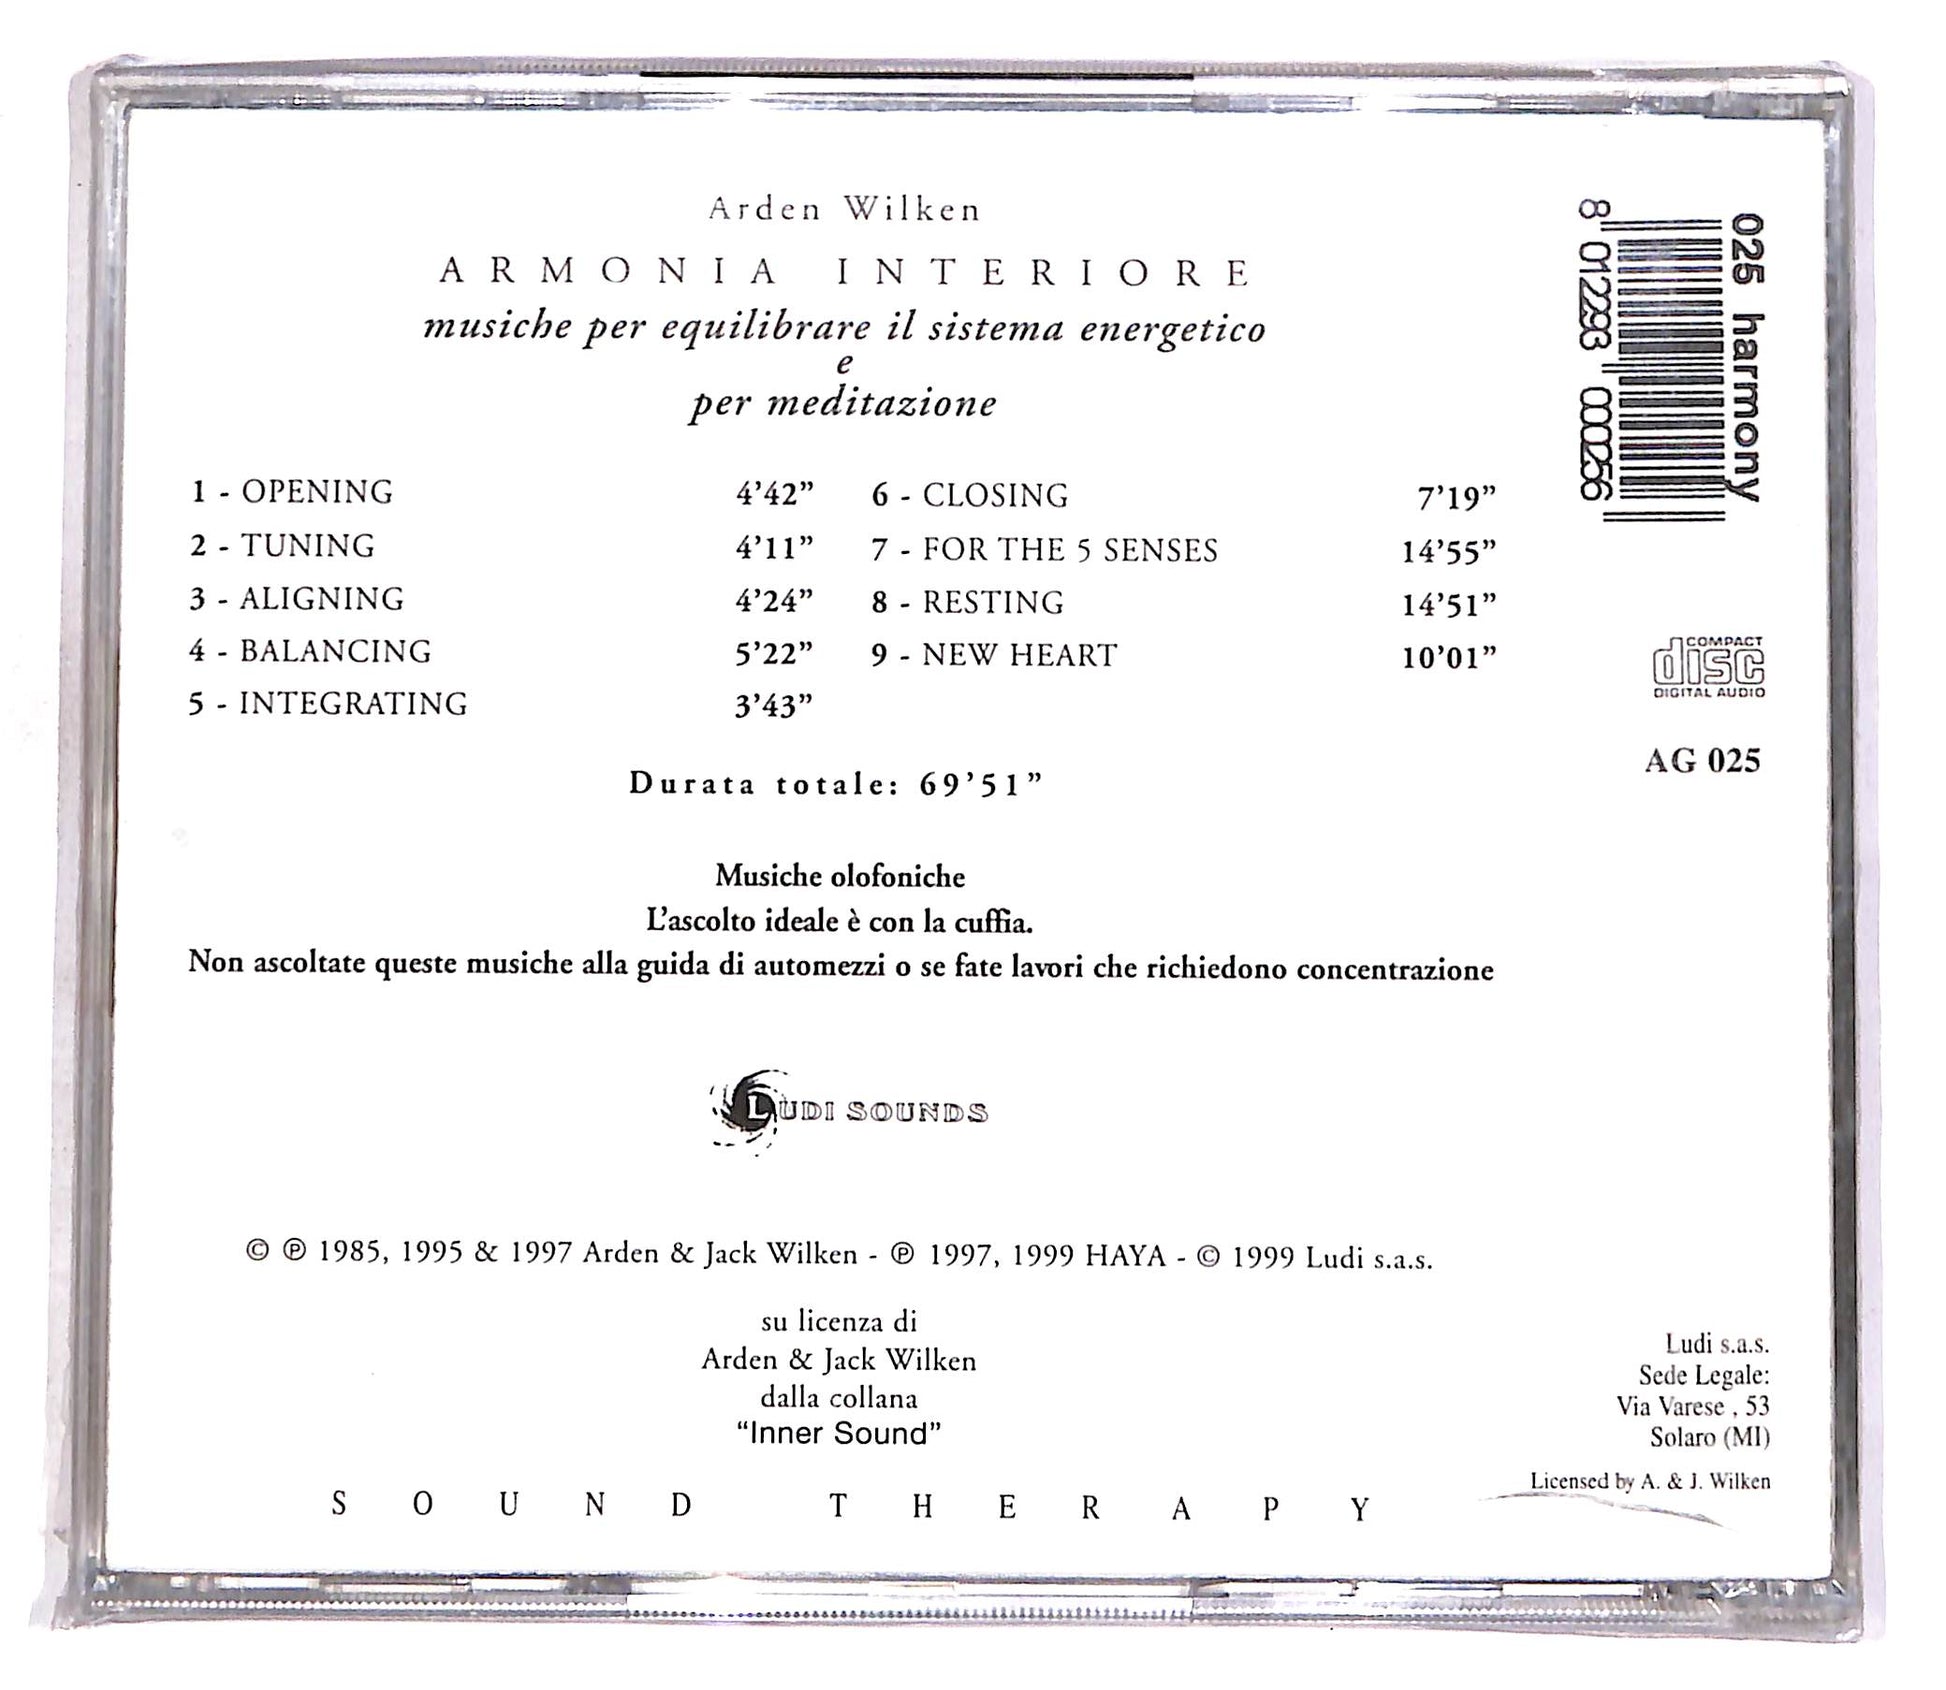 Arden Wilken
ARMONIA INTERIORE
musiche per equilibrare il sistema energetico
e
per meditazione
1 - OPENING 4’42”
2 - TUNING 4’11”
3 - ALIGNING 4’24”
4 - BALANCING 5’22”
5 - INTEGRATING 3’43”
6 - CLOSING 7’19”
7 - FOR THE 5 SENSES 14’55”
8 - RESTING 14’51”
9 - NEW HEART 10’01”
Durata totale: 69’51”
Musiche olofoniche
L’ascolto ideale è con la cuffia.
Non ascoltate queste musiche alla guida di automezzi o se fate lavori che richiedono concentrazione
LUDI SOUNDS
© ℗ 1985, 1995 & 1997 Arden & Jack Wilken - ℗ 1997, 1999 HAYA - © 1999 Ludi s.a.s.
su licenza di
Arden & Jack Wilken
dalla collana
“Inner Sound”
SOUND THERAPY
025 harmony
8 012293 000256
COMPACT
disc
DIGITAL AUDIO
AG 025
Ludi s.a.s.
Sede Legale:
Via Varese , 53
Solaro (MI)
Licensed by A. & J. Wilken